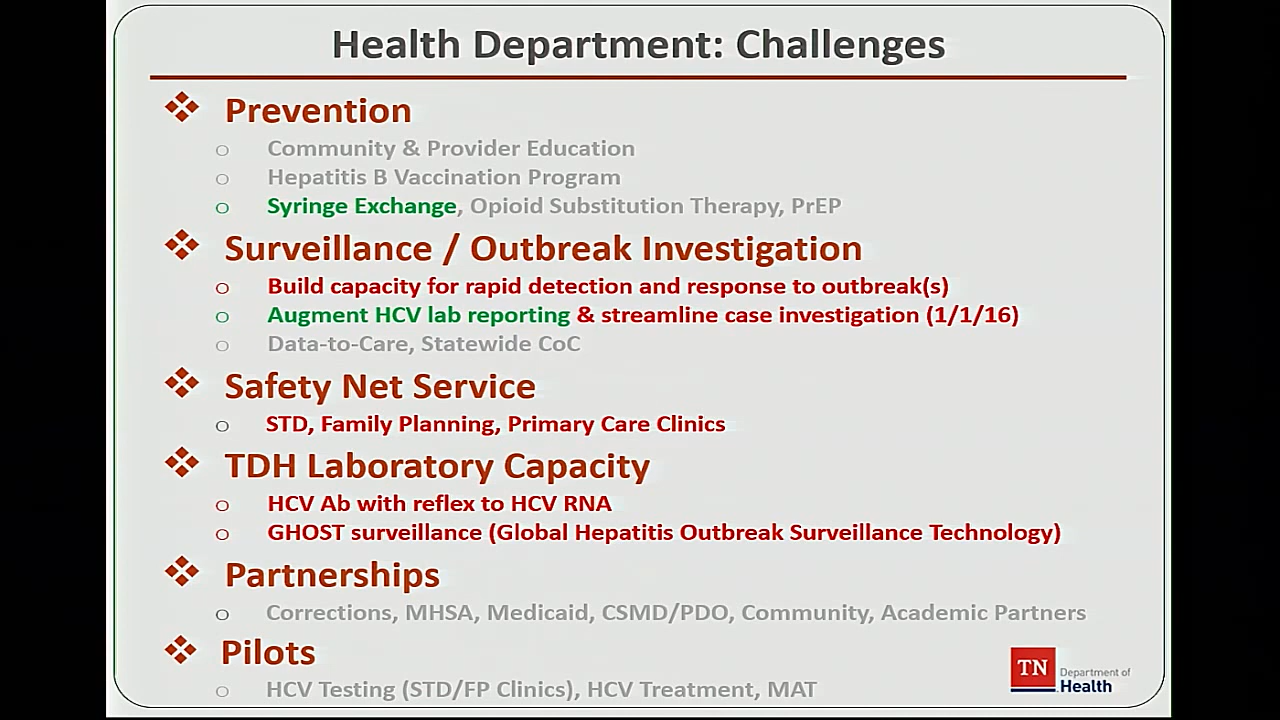 Health Department: Challenges
Prevention
o Community & Provider Education
o Hepatitis B Vaccination Program
o Syringe Exchange, Opioid Substitution Therapy, PrEP
Surveillance / Outbreak Investigation
o Build capacity for rapid detection and response to outbreak(s)
o Augment HCV lab reporting & streamline case investigation (1/1/16)
o Data-to-Care, Statewide CoC
Safety Net Service
o STD, Family Planning, Primary Care Clinics
TDH Laboratory Capacity
o HCV Ab with reflex to HCV RNA
o GHOST surveillance (Global Hepatitis Outbreak Surveillance Technology)
Partnerships
o Corrections, MHSA, Medicaid, CSMD/PDO, Community, Academic Partners
Pilots
o HCV Testing (STD/FP Clinics), HCV Treatment, MAT
TN
Department of
Health